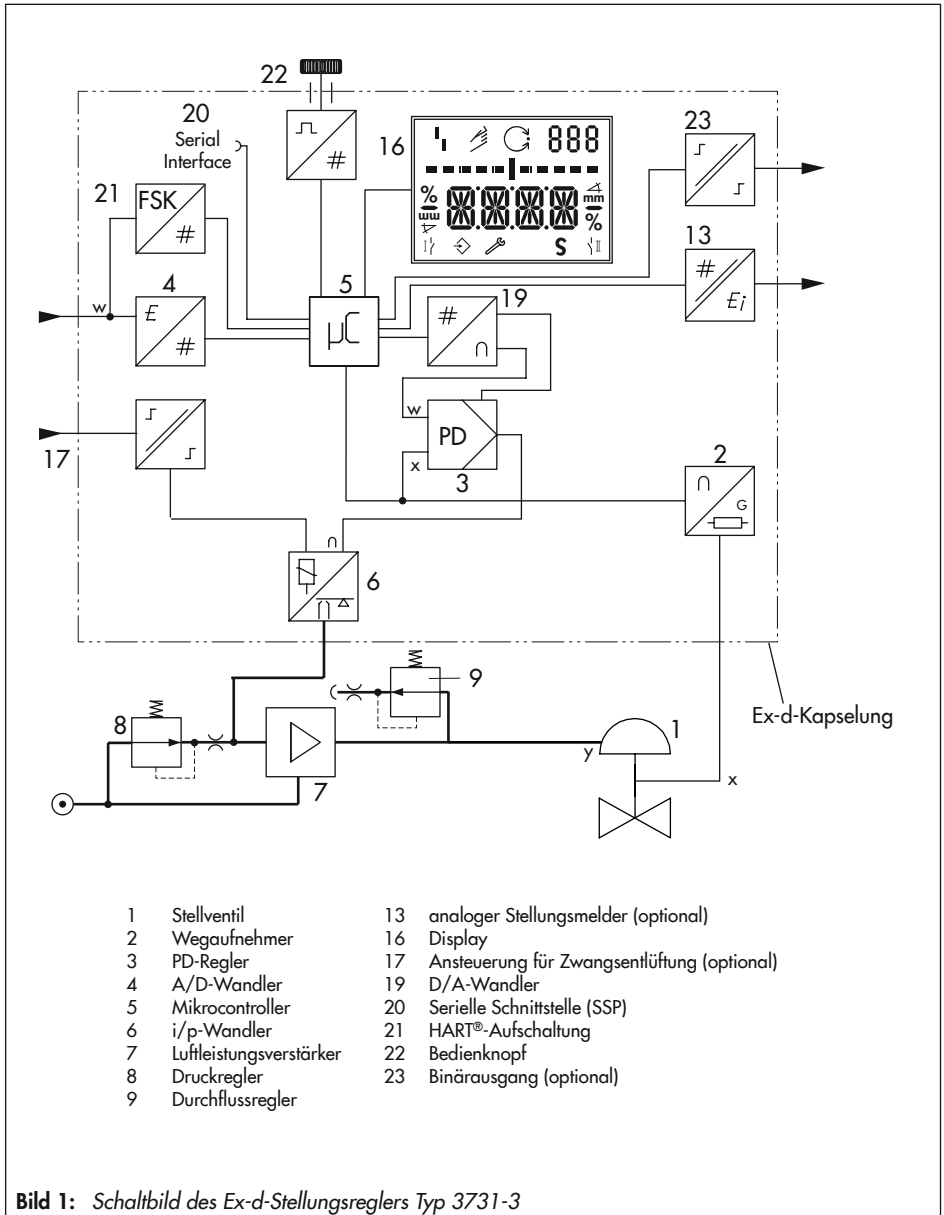 22
20
Serial
Interface
16
888
%
mm
mm
%
S
23
21
FSK
#
#
w
4
E
#
5
µC
13
#
Ei
19
#
w
PD
x
3
17
2
G
6
8
9
7
Ex-d-Kapselung
1
y
x
1 Stellventil
2 Wegaufnehmer
3 PD-Regler
4 A/D-Wandler
5 Mikrocontroller
6 i/p-Wandler
7 Luftleistungsverstärker
8 Druckregler
9 Durchflussregler
13 analoger Stellungsmelder (optional)
16 Display
17 Ansteuerung für Zwangsentlüftung (optional)
19 D/A-Wandler
20 Serielle Schnittstelle (SSP)
21 HART®-Aufschaltung
22 Bedienknopf
23 Binärausgang (optional)
Bild 1: Schaltbild des Ex-d-Stellungsreglers Typ 3731-3